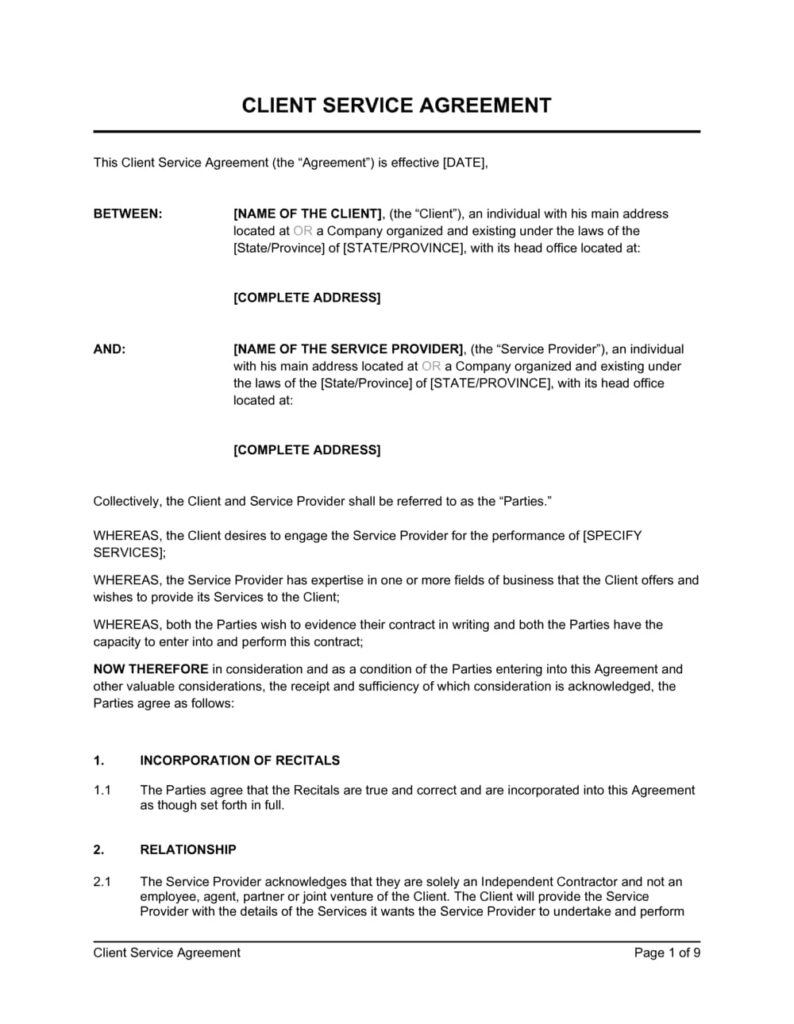 CLIENT SERVICE AGREEMENT
This Client Service Agreement (the “Agreement”) is effective [DATE],
BETWEEN: [NAME OF THE CLIENT], (the “Client”), an individual with his main address
located at OR a Company organized and existing under the laws of the
[State/Province] of [STATE/PROVINCE], with its head office located at:
[COMPLETE ADDRESS]
AND: [NAME OF THE SERVICE PROVIDER], (the “Service Provider”), an individual
with his main address located at OR a Company organized and existing under
the laws of the [State/Province] of [STATE/PROVINCE], with its head office
located at:
[COMPLETE ADDRESS]
Collectively, the Client and Service Provider shall be referred to as the “Parties.”
WHEREAS, the Client desires to engage the Service Provider for the performance of [SPECIFY
SERVICES];
WHEREAS, the Service Provider has expertise in one or more fields of business that the Client offers and
wishes to provide its Services to the Client;
WHEREAS, both the Parties wish to evidence their contract in writing and both the Parties have the
capacity to enter into and perform this contract;
NOW THEREFORE in consideration and as a condition of the Parties entering into this Agreement and
other valuable considerations, the receipt and sufficiency of which consideration is acknowledged, the
Parties agree as follows:
1. INCORPORATION OF RECITALS
1.1 The Parties agree that the Recitals are true and correct and are incorporated into this Agreement
as though set forth in full.
2. RELATIONSHIP
2.1 The Service Provider acknowledges that they are solely an Independent Contractor and not an
employee, agent, partner or joint venture of the Client. The Client will provide the Service
Provider with the details of the Services it wants the Service Provider to undertake and perform
Client Service Agreement Page 1 of 9